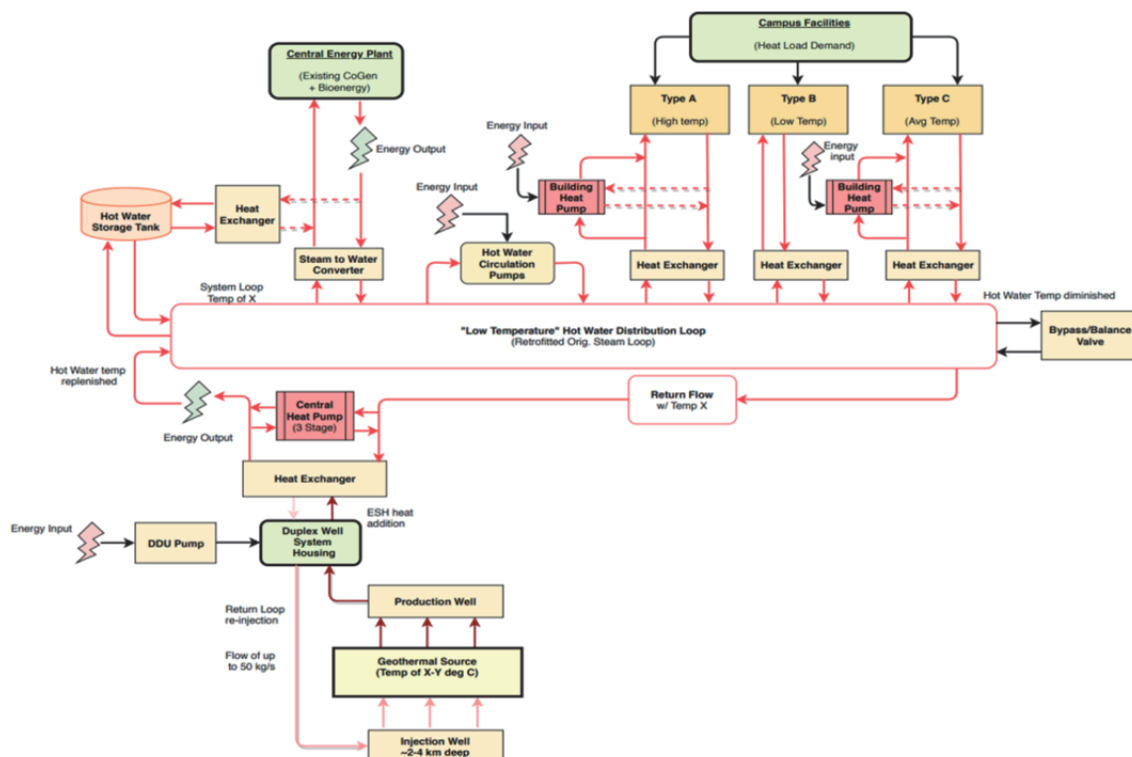 Campus Facilities
(Heat Load Demand)
Central Energy Plant
(Existing CoGen
+ Bioenergy)
Type A
(High temp)
Type B
(Low Temp)
Type C
(Avg Temp)
Energy Input
Energy
input
Energy Output
Energy Input
Building
Heat
Pump
Building
Heat Pump
Hot Water
Storage Tank
Heat
Exchanger
Steam to Water
Converter
Hot Water
Circulation
Pumps
Heat Exchanger
Heat Exchanger
Heat Exchanger
System Loop
Temp of X
Hot Water Temp diminished
"Low Temperature" Hot Water Distribution Loop
(Retrofitted Orig. Steam Loop)
Bypass/Balance
Valve
Hot Water temp
replenished
Energy Output
Central
Heat Pump
(3 Stage)
Return Flow
w/ Temp X
Heat Exchanger
ESH heat
addition
Energy Input
DDU Pump
Duplex Well
System
Housing
Return Loop
re-injection
Flow of up
to 50 kg/s
Production Well
Geothermal Source
(Temp of X-Y deg C)
Injection Well
~2-4 km deep